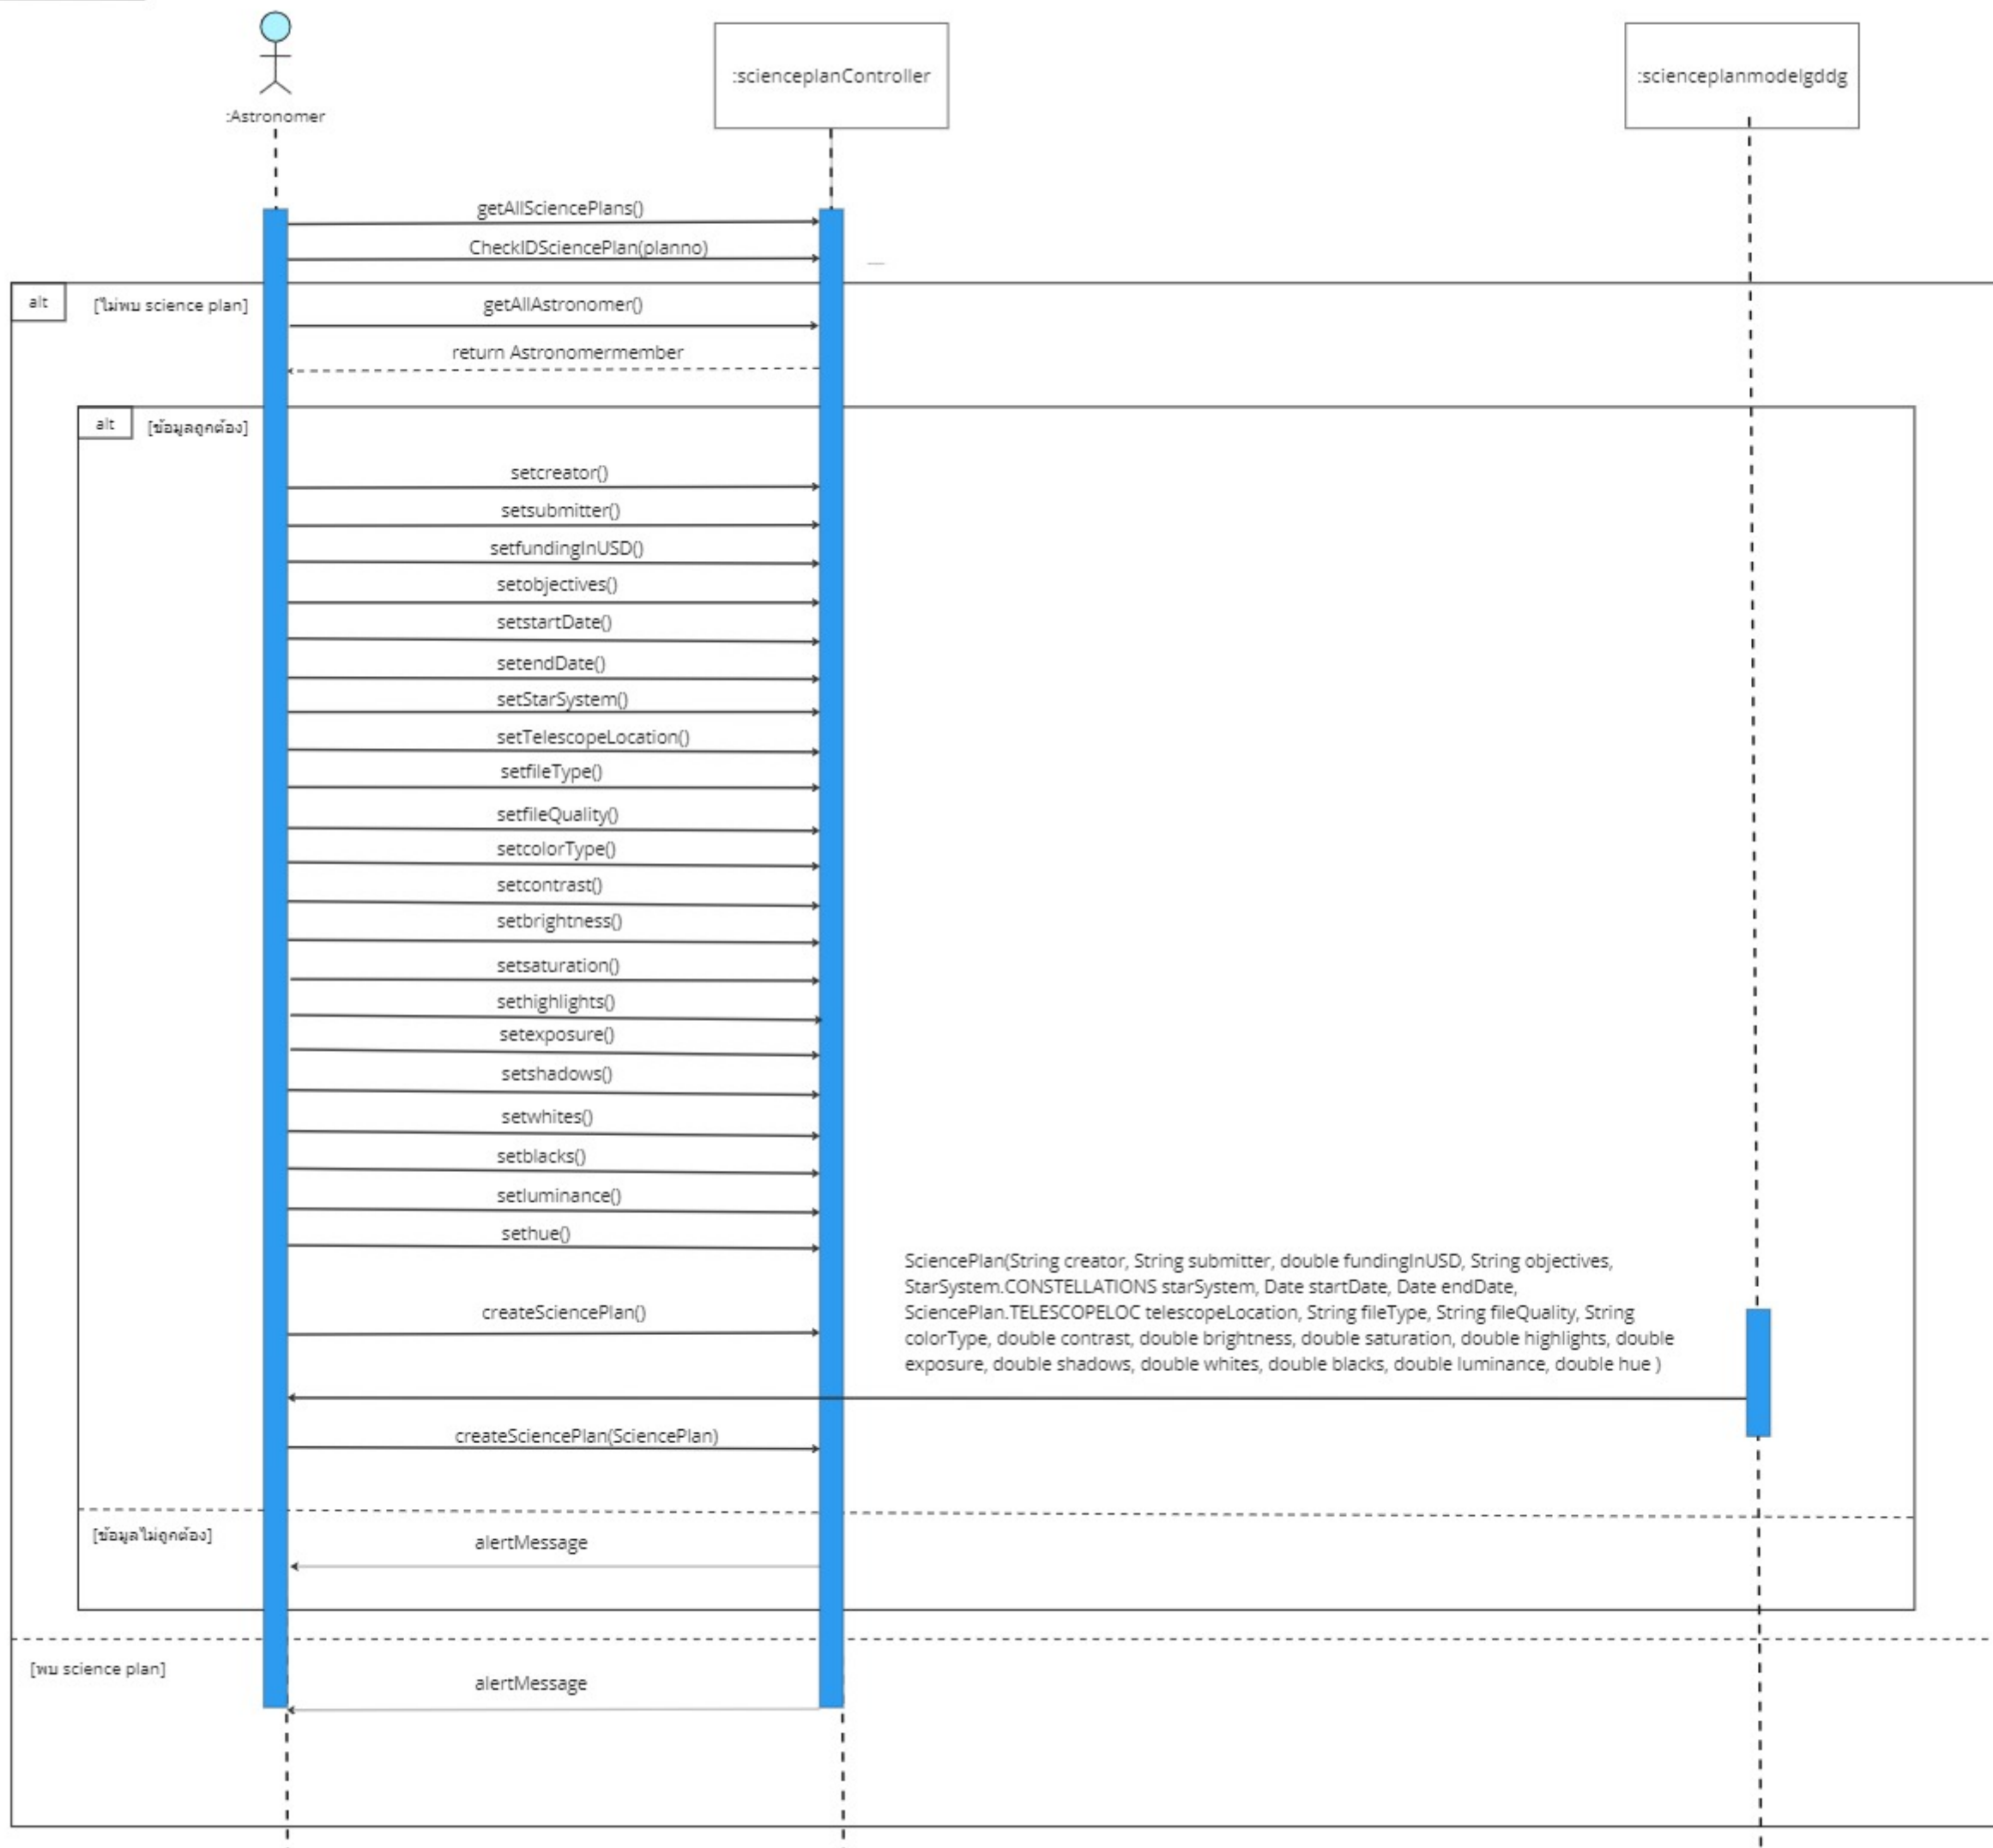 :Astronomer
:scienceplanController
:scienceplanmodelgddg
getAllSciencePlans()
CheckIDSciencePlan(planno)
alt
[ไม่พบ science plan]
getAllAstronomer()
return Astronomermember
alt
[ข้อมูลถูกต้อง]
setcreator()
setsubmitter()
setfundingInUSD()
setobjectives()
setstartDate()
setendDate()
setStarSystem()
setTelescopeLocation()
setfileType()
setfileQuality()
setcolorType()
setcontrast()
setbrightness()
setsaturation()
sethighlights()
setexposure()
setshadows()
setwhites()
setblacks()
setluminance()
sethue()
SciencePlan(String creator, String submitter, double fundingInUSD, String objectives,
StarSystem.CONSTELLATIONS starSystem, Date startDate, Date endDate,
SciencePlan.TELESCOPELOC telescopeLocation, String fileType, String fileQuality, String
colorType, double contrast, double brightness, double saturation, double highlights, double
exposure, double shadows, double whites, double blacks, double luminance, double hue )
createSciencePlan()
createSciencePlan(SciencePlan)
[ข้อมูลไม่ถูกต้อง]
alertMessage
[พบ science plan]
alertMessage